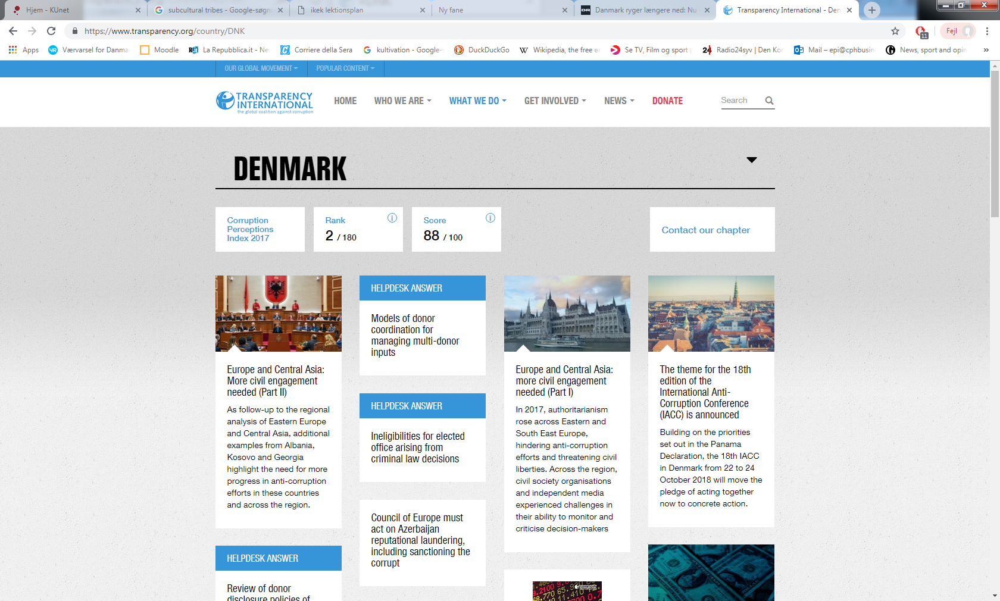 Hjem - KUnet
subcultural tribes - Google-søgn
ikek lektionsplan
Ny fane
Danmark ryger længere ned: Nu
Transparency International - Den
https://www.transparency.org/country/DNK
11
Fejl
Apps
Værvarsel for Danma
Moodle
La Repubblica.it - Ne
Corriere della Sera
kultivation - Google-s
DuckDuckGo
Wikipedia, the free e
Se TV, Film og sport
Radio24syv | Den Kor
Mail – epi@cphbusin
News, sport and opin
OUR GLOBAL MOVEMENT
POPULAR CONTENT
TRANSPARENCY
INTERNATIONAL
the global coalition against corruption
HOME
WHO WE ARE
WHAT WE DO
GET INVOLVED
NEWS
DONATE
Search
DENMARK
Corruption
Perceptions
Index 2017
Rank
2 / 180
Score
88 / 100
Contact our chapter
Europe and Central Asia:
More civil engagement
needed (Part II)
As follow-up to the regional
analysis of Eastern Europe
and Central Asia, additional
examples from Albania,
Kosovo and Georgia
highlight the need for more
progress in anti-corruption
efforts in these countries
and across the region.
HELPDESK ANSWER
Review of donor
disclosure policies of
HELPDESK ANSWER
Models of donor
coordination for
managing multi-donor
inputs
HELPDESK ANSWER
Ineligibilities for elected
office arising from
criminal law decisions
Council of Europe must
act on Azerbaijan
reputational laundering,
including sanctioning the
corrupt
Europe and Central Asia:
more civil engagement
needed (Part I)
In 2017, authoritarianism
rose across Eastern and
South East Europe,
hindering anti-corruption
efforts and threatening civil
liberties. Across the region,
civil society organisations
and independent media
experienced challenges in
their ability to monitor and
criticise decision-makers
The theme for the 18th
edition of the
International Anti-
Corruption Conference
(IACC) is announced
Building on the priorities
set out in the Panama
Declaration, the 18th IACC
in Denmark from 22 to 24
October 2018 will move the
pledge of acting together
now to concrete action.